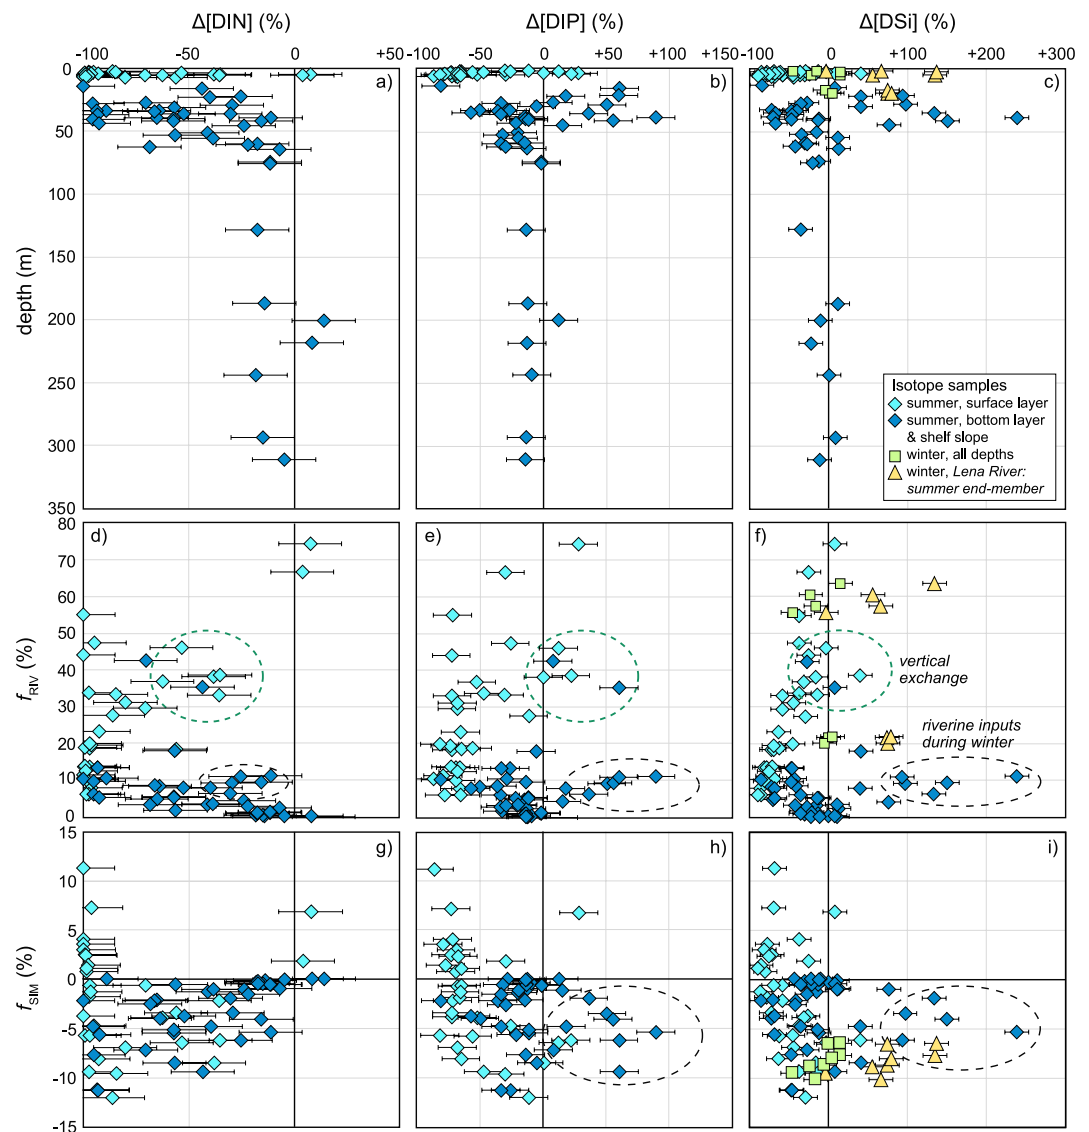 Δ[DIN] (%)
Δ[DIP] (%)
Δ[DSi] (%)
-100 -50 0 +50
-100 -50 0 +50 +100 +150
-100 0 +100 +200 +300
a)
b)
c)
depth (m)
0
50
100
150
200
250
300
350
Isotope samples
summer, surface layer
summer, bottom layer
& shelf slope
winter, all depths
winter, Lena River:
summer end-member
d)
e)
f)
fRIV (%)
80
70
60
50
40
30
20
10
0
vertical
exchange
riverine inputs
during winter
g)
h)
i)
fSIM (%)
15
10
5
0
-5
-10
-15